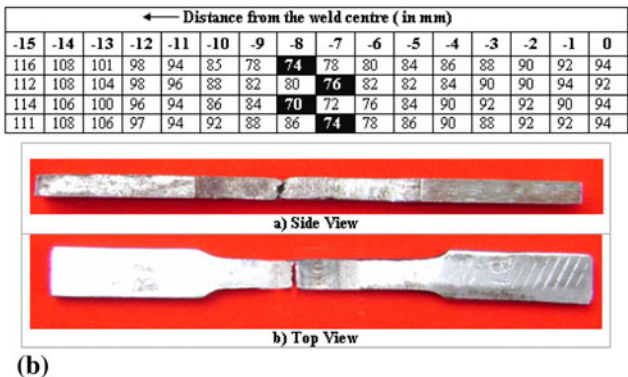 ← Distance from the weld centre ( in mm)
-15 -14 -13 -12 -11 -10 -9 -8 -7 -6 -5 -4 -3 -2 -1 0
116 108 101 98 94 85 78 74 78 80 84 86 88 90 92 94
112 108 104 98 96 88 82 80 76 82 82 84 90 90 94 92
114 106 100 96 94 86 84 70 72 76 84 90 92 92 90 94
111 108 106 97 94 92 88 86 74 78 86 90 88 92 92 94
a) Side View
b) Top View
(b)